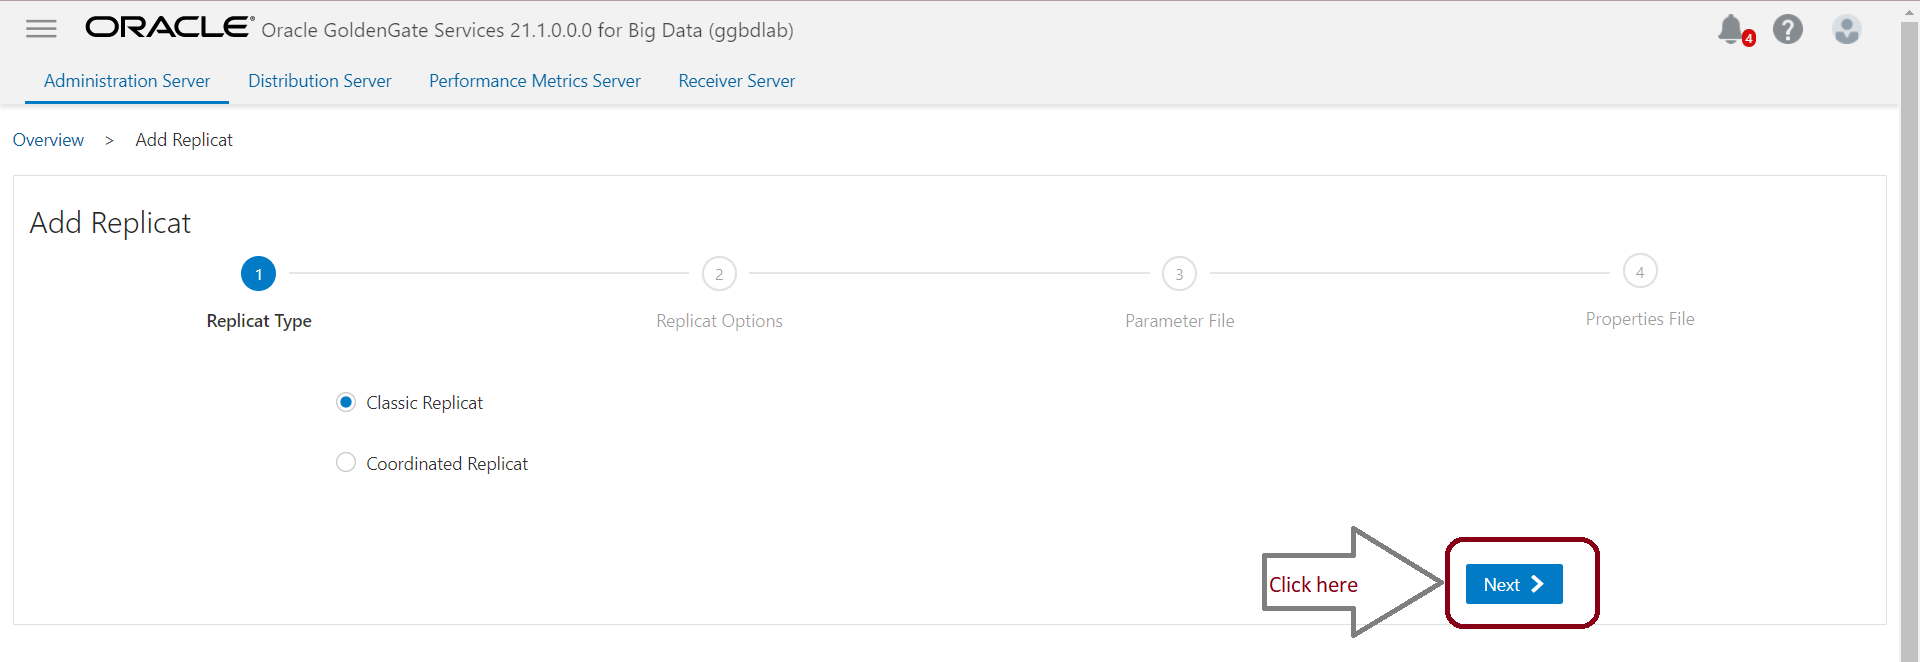 ORACLE® Oracle GoldenGate Services 21.1.0.0.0 for Big Data (ggbdlab)
4
?
Administration Server Distribution Server Performance Metrics Server Receiver Server
Overview > Add Replicat
Add Replicat
1 2 3 4
Replicat Type Replicat Options Parameter File Properties File
Classic Replicat
Coordinated Replicat
Click here
Next